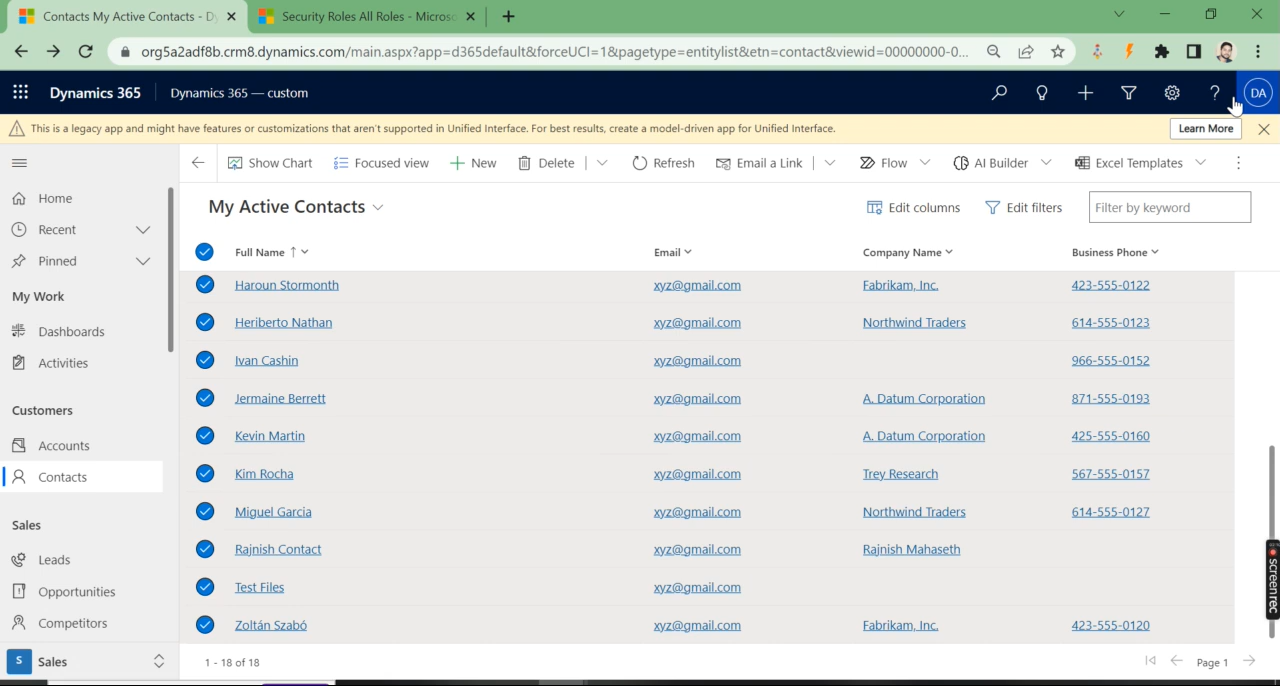 Contacts My Active Contacts - Dy
Security Roles All Roles - Microso
org5a2adf8b.crm8.dynamics.com/main.aspx?app=d365default&forceUCI=1&pagetype=entitylist&etn=contact&viewid=00000000-0...
Dynamics 365
Dynamics 365 — custom
DA
This is a legacy app and might have features or customizations that aren't supported in Unified Interface. For best results, create a model-driven app for Unified Interface.
Learn More
Show Chart
Focused view
New
Delete
Refresh
Email a Link
Flow
AI Builder
Excel Templates
Home
Recent
Pinned
My Work
Dashboards
Activities
Customers
Accounts
Contacts
Sales
Leads
Opportunities
Competitors
S Sales
My Active Contacts
Edit columns
Edit filters
Filter by keyword
Full Name ↑ Email Company Name Business Phone
Haroun Stormonth xyz@gmail.com Fabrikam, Inc. 423-555-0122
Heriberto Nathan xyz@gmail.com Northwind Traders 614-555-0123
Ivan Cashin xyz@gmail.com 966-555-0152
Jermaine Berrett xyz@gmail.com A. Datum Corporation 871-555-0193
Kevin Martin xyz@gmail.com A. Datum Corporation 425-555-0160
Kim Rocha xyz@gmail.com Trey Research 567-555-0157
Miguel Garcia xyz@gmail.com Northwind Traders 614-555-0127
Rajnish Contact xyz@gmail.com Rajnish Mahaseth
Test Files xyz@gmail.com
Zoltán Szabó xyz@gmail.com Fabrikam, Inc. 423-555-0120
1 - 18 of 18
Page 1
screenrec